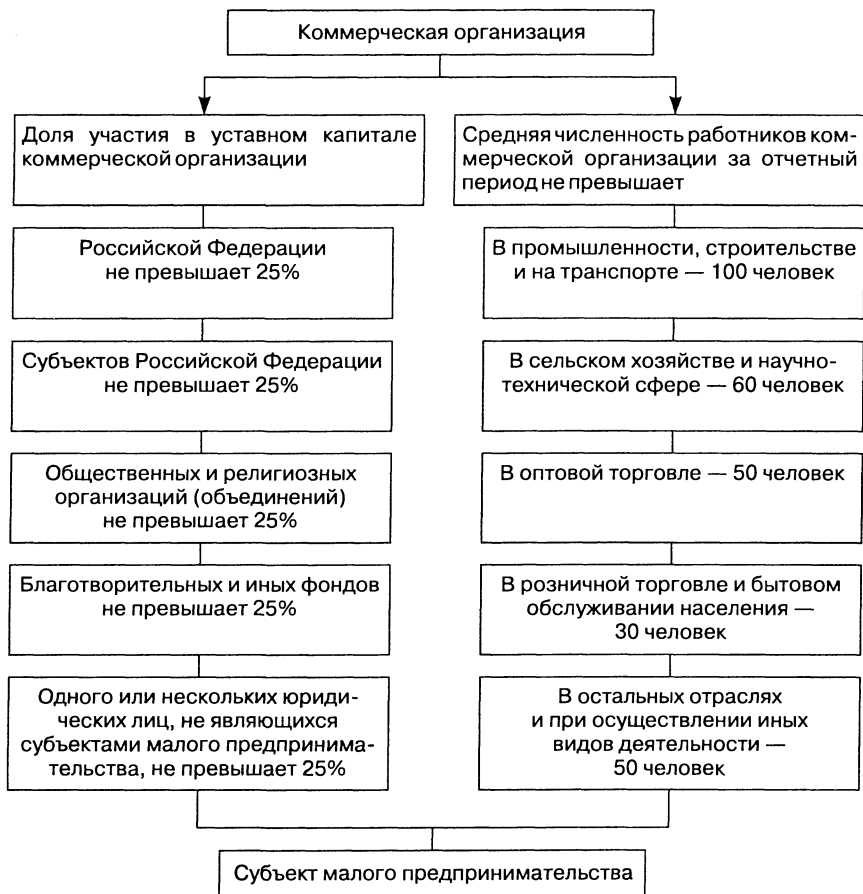 Коммерческая организация
Доля участия в уставном капитале
коммерческой организации
Российской Федерации
не превышает 25%
Субъектов Российской Федерации
не превышает 25%
Общественных и религиозных
организаций (объединений)
не превышает 25%
Благотворительных и иных фондов
не превышает 25%
Одного или нескольких юриди-
ческих лиц, не являющихся
субъектами малого предпринима-
тельства, не превышает 25%
Средняя численность работников ком-
мерческой организации за отчетный
период не превышает
В промышленности, строительстве
и на транспорте — 100 человек
В сельском хозяйстве и научно-
технической сфере — 60 человек
В оптовой торговле — 50 человек
В розничной торговле и бытовом
обслуживании населения —
30 человек
В остальных отраслях
и при осуществлении иных
видов деятельности —
50 человек
Субъект малого предпринимательства